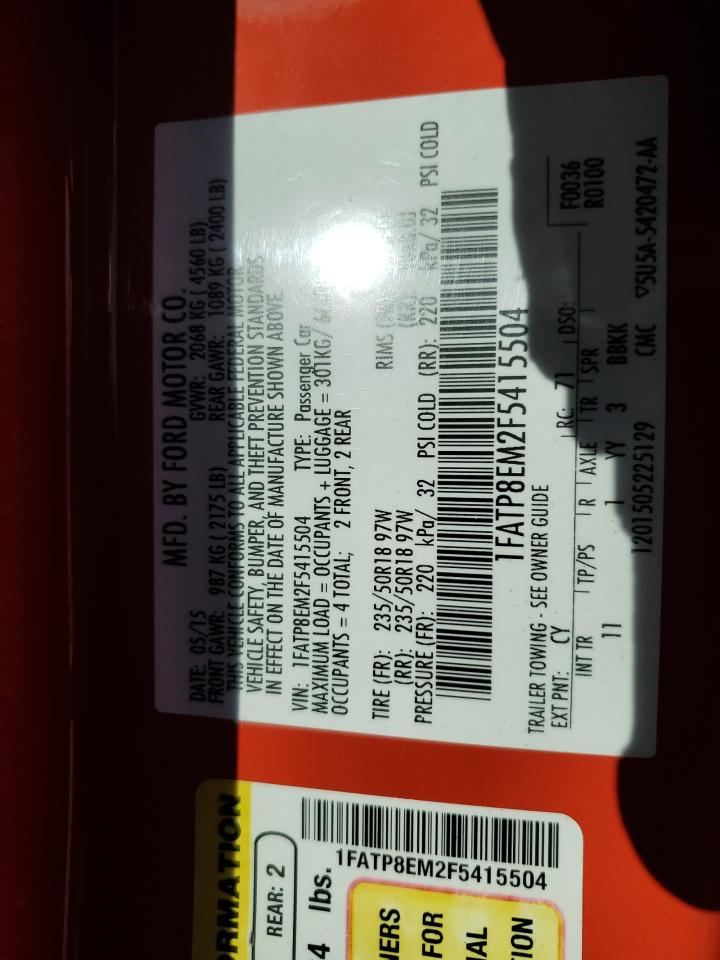 MFD. BY FORD MOTOR CO.
DATE: 05/15 GVWR: 2068 KG ( 4560 LB)
FRONT GAWR: 987 KG ( 2175 LB) REAR GAWR: 1089 KG ( 2400 LB)
THIS VEHICLE CONFORMS TO ALL APPLICABLE FEDERAL MOTOR
VEHICLE SAFETY, BUMPER, AND THEFT PREVENTION STANDARDS
IN EFFECT ON THE DATE OF MANUFACTURE SHOWN ABOVE.
VIN: 1FATP8EM2F5415504 TYPE: Passenger Car
MAXIMUM LOAD = OCCUPANTS + LUGGAGE = 301KG/
OCCUPANTS = 4 TOTAL; 2 FRONT, 2 REAR
TIRE (FR): 235/50R18 97W RIMS
(RR): 235/50R18 97W
PRESSURE (FR): 220 kPa/ 32 PSI COLD (RR): 220 kPa/ 32 PSI COLD
1FATP8EM2F5415504
TRAILER TOWING - SEE OWNER GUIDE
EXT PNT: CY RC: 71 DSO: F0036
R0100
INT TR TP/PS R AXLE TR SPR
11 1 YY 3 BBKK
1201505225129 CMC ▽5U5A-5420472-AA
ORMATION
REAR: 2
4 lbs.
1FATP8EM2F5415504
NERS
FOR
NAL
ION